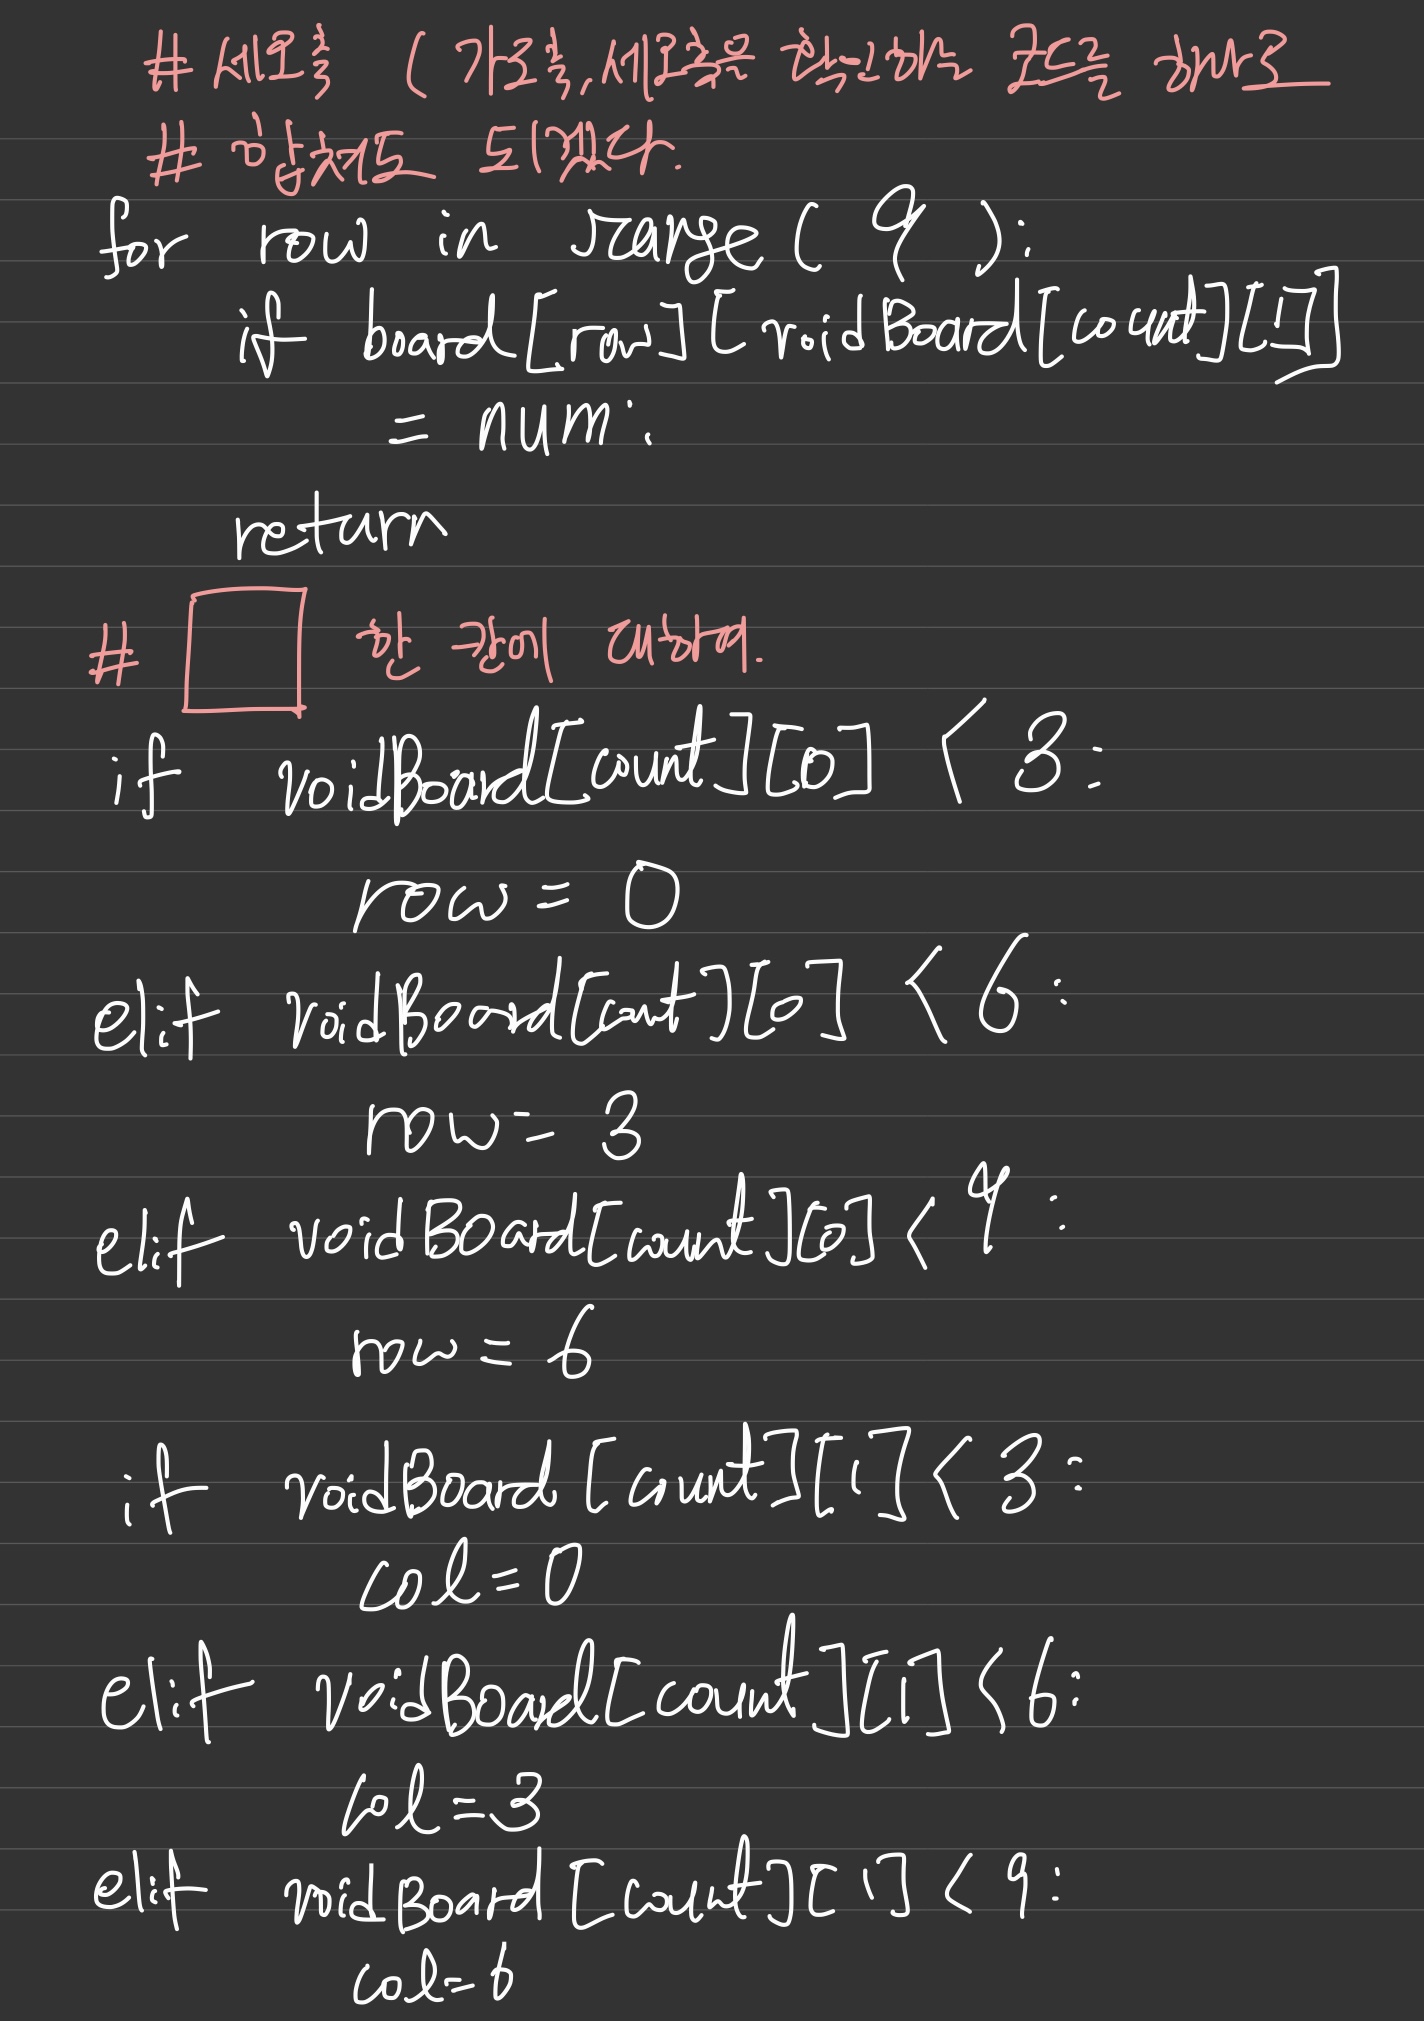 # 세로축 (가로축, 세로축은 확인하는 코드를 하나로
# 합쳐도 되겠다.
for row in range( 9 ):
if board[row][voidBoard[count][1]]
= num:
return
# 한 칸에 대하여.
if voidBoard[count][0] < 3:
row = 0
elif voidBoard[count][0] < 6:
row = 3
elif voidBoard[count][0] < 9:
row = 6
if voidBoard[count][1] < 3:
col = 0
elif voidBoard[count][1] < 6:
col = 3
elif voidBoard[count][1] < 9:
col = 6